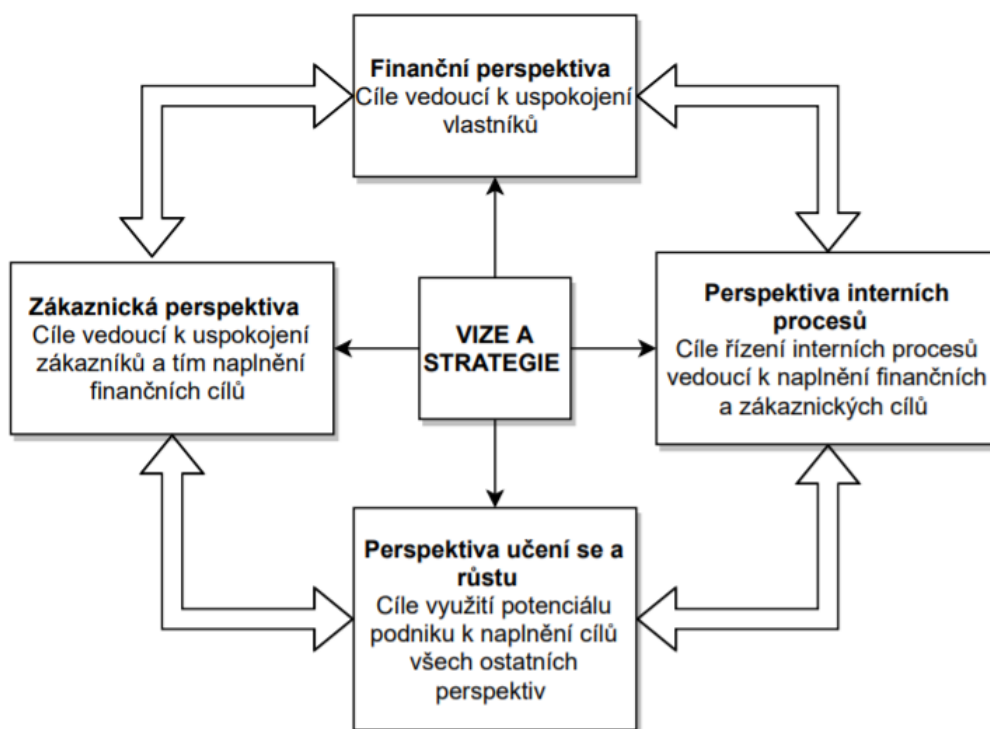 Finanční perspektiva
Cíle vedoucí k uspokojení
vlastníků
Zákaznická perspektiva
Cíle vedoucí k uspokojení
zákazníků a tím naplnění
finančních cílů
VIZE A
STRATEGIE
Perspektiva interních
procesů
Cíle řízení interních procesů
vedoucí k naplnění finančních
a zákaznických cílů
Perspektiva učení se a
růstu
Cíle využití potenciálu
podniku k naplnění cílů
všech ostatních
perspektiv